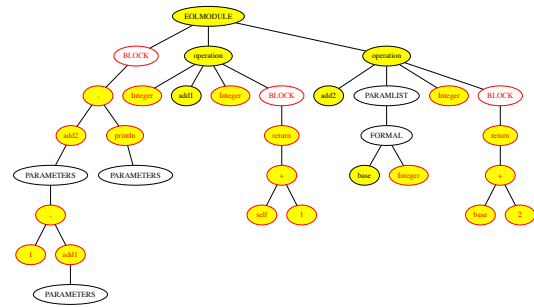 EOLMODULE
BLOCK operation operation
. Integer add1 Integer BLOCK add2 PARAMLIST Integer BLOCK
add2 println return FORMAL return
PARAMETERS PARAMETERS + base Integer +
. self 1 base 2
1 add1
PARAMETERS